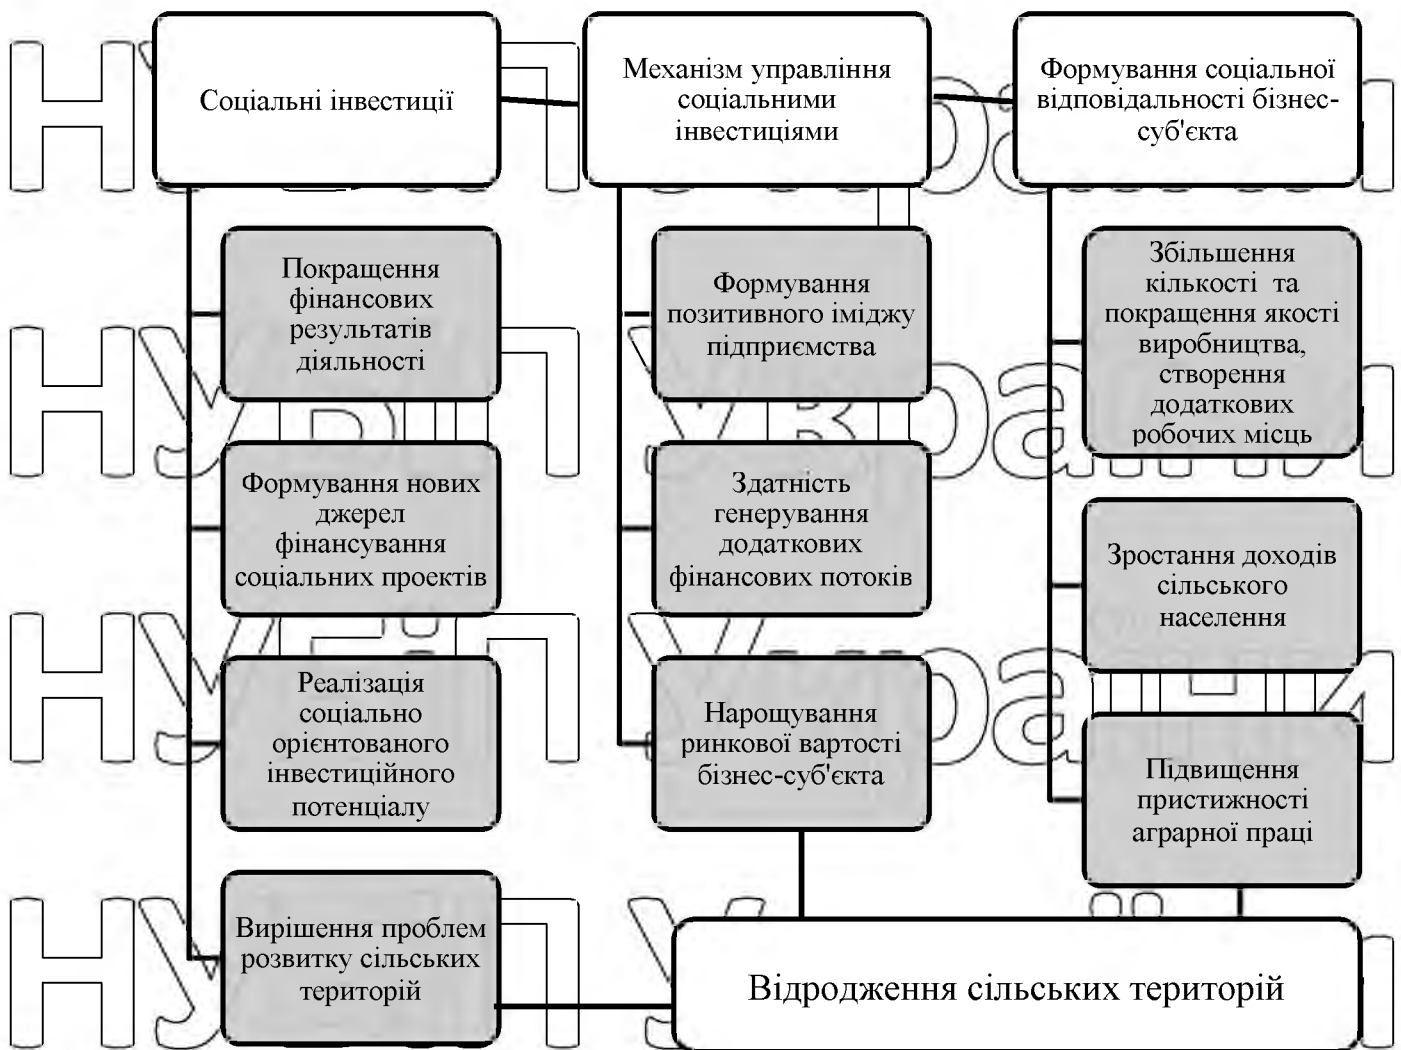 Соціальні інвестиції
Механізм управління
соціальними
інвестиціями
Формування соціальної
відповідальності бізнес-
суб'єкта
Покращення
фінансових
результатів
діяльності
Формування нових
джерел
фінансування
соціальних проектів
Реалізація
соціально
орієнтованого
інвестиційного
потенціалу
Вирішення проблем
розвитку сільських
територій
Формування
позитивного іміджу
підприємства
Здатність
генерування
додаткових
фінансових потоків
Нарощування
ринкової вартості
бізнес-суб'єкта
Збільшення
кількості та
покращення якості
виробництва,
створення
додаткових
робочих місць
Зростання доходів
сільського
населення
Підвищення
пристижності
аграрної праці
Відродження сільських територій